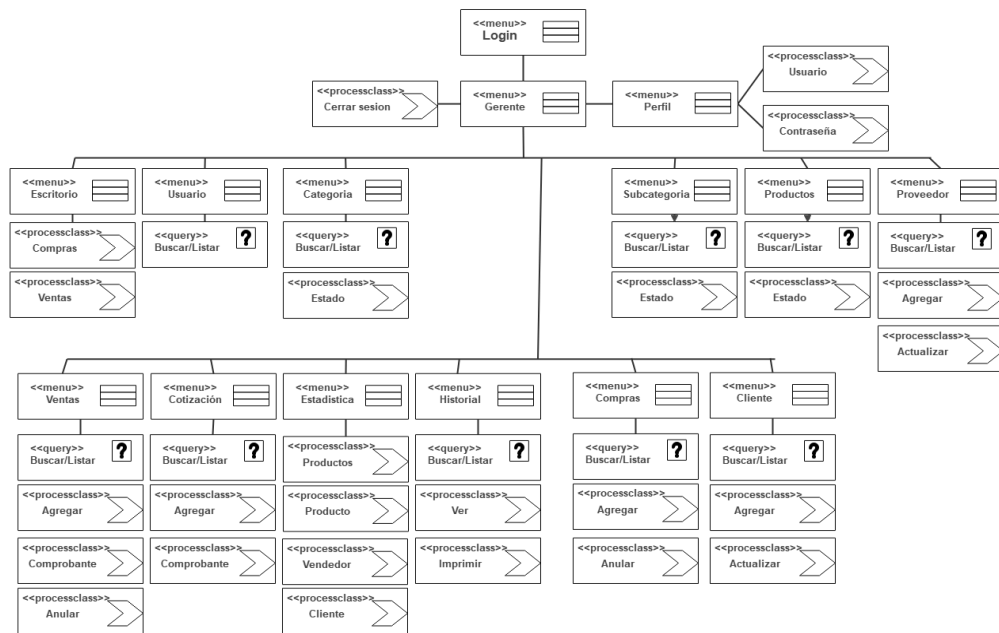 <<menu>>
Login
<<processclass>>
Cerrar sesion
<<menu>>
Gerente
<<menu>>
Perfil
<<processclass>>
Usuario
<<processclass>>
Contraseña
<<menu>>
Escritorio
<<menu>>
Usuario
<<menu>>
Categoria
<<menu>>
Subcategoria
<<menu>>
Productos
<<menu>>
Proveedor
<<processclass>>
Compras
<<query>>
Buscar/Listar
?
<<query>>
Buscar/Listar
?
<<query>>
Buscar/Listar
?
<<query>>
Buscar/Listar
?
<<query>>
Buscar/Listar
?
<<processclass>>
Ventas
<<processclass>>
Estado
<<processclass>>
Estado
<<processclass>>
Estado
<<processclass>>
Agregar
<<processclass>>
Actualizar
<<menu>>
Ventas
<<menu>>
Cotización
<<menu>>
Estadistica
<<menu>>
Historial
<<menu>>
Compras
<<menu>>
Cliente
<<query>>
Buscar/Listar
?
<<query>>
Buscar/Listar
?
<<processclass>>
Productos
<<query>>
Buscar/Listar
?
<<query>>
Buscar/Listar
?
<<query>>
Buscar/Listar
?
<<processclass>>
Agregar
<<processclass>>
Agregar
<<processclass>>
Producto
<<processclass>>
Ver
<<processclass>>
Agregar
<<processclass>>
Agregar
<<processclass>>
Comprobante
<<processclass>>
Comprobante
<<processclass>>
Vendedor
<<processclass>>
Imprimir
<<processclass>>
Anular
<<processclass>>
Actualizar
<<processclass>>
Anular
<<processclass>>
Cliente